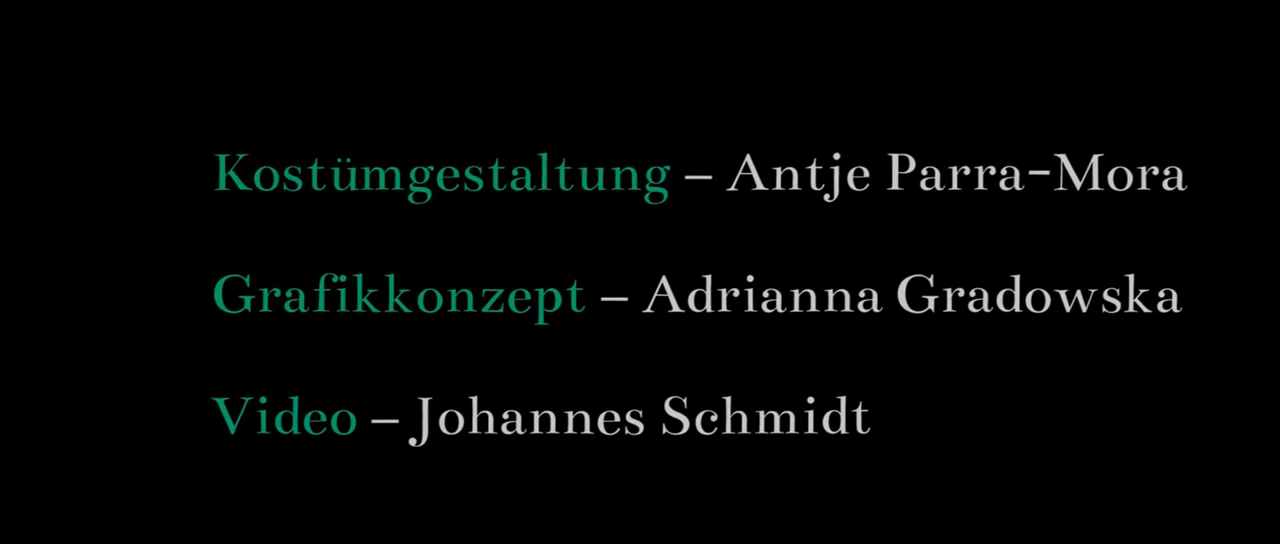 Kostümgestaltung – Antje Parra-Mora
Grafikkonzept – Adrianna Gradowska
Video – Johannes Schmidt